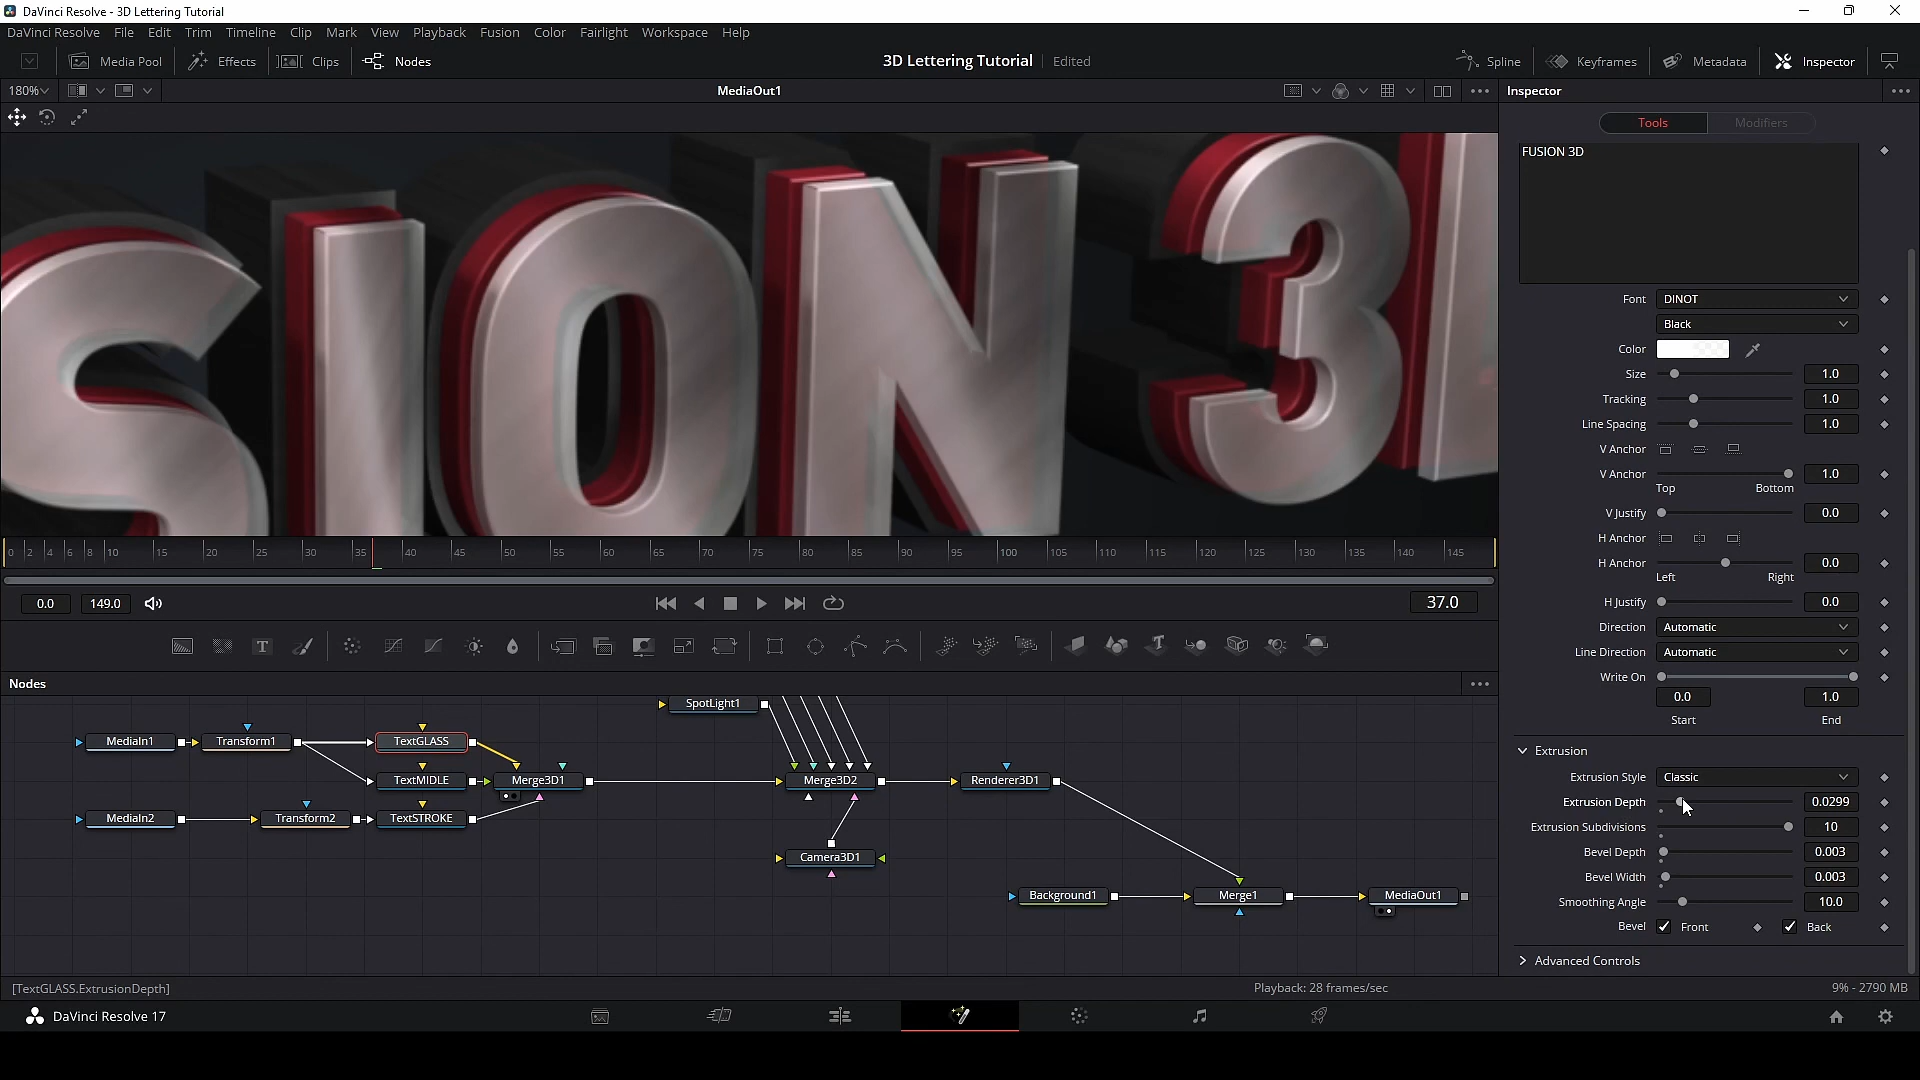 DaVinci Resolve - 3D Lettering Tutorial
DaVinci Resolve File Edit Trim Timeline Clip Mark View Playback Fusion Color Fairlight Workspace Help
Media Pool Effects Clips Nodes 3D Lettering Tutorial Edited Spline Keyframes Metadata Inspector
180% MediaOut1 Inspector
Tools Modifiers
FUSION 3D
SION 3
Font DINOT
Black
Color
Size 1.0
Tracking 1.0
Line Spacing 1.0
V Anchor
V Anchor 1.0
Top Bottom
V Justify 0.0
H Anchor
H Anchor 0.0
Left Right
H Justify 0.0
Direction Automatic
Line Direction Automatic
Write On
0.0 1.0
Start End
Extrusion
Extrusion Style Classic
Extrusion Depth 0.0299
Extrusion Subdivisions 10
Bevel Depth 0.003
Bevel Width 0.003
Smoothing Angle 10.0
Bevel Front Back
Advanced Controls
0 2 4 6 8 10 15 20 25 30 35 40 45 50 55 60 65 70 75 80 85 90 95 100 105 110 115 120 125 130 135 140 145
0.0 149.0 37.0
Nodes
SpotLight1
MediaIn1 Transform1 TextGLASS
TextMIDLE Merge3D1 Merge3D2 Renderer3D1
MediaIn2 Transform2 TextSTROKE
Camera3D1
Background1 Merge1 MediaOut1
[TextGLASS.ExtrusionDepth] Playback: 28 frames/sec 9% - 2790 MB
DaVinci Resolve 17